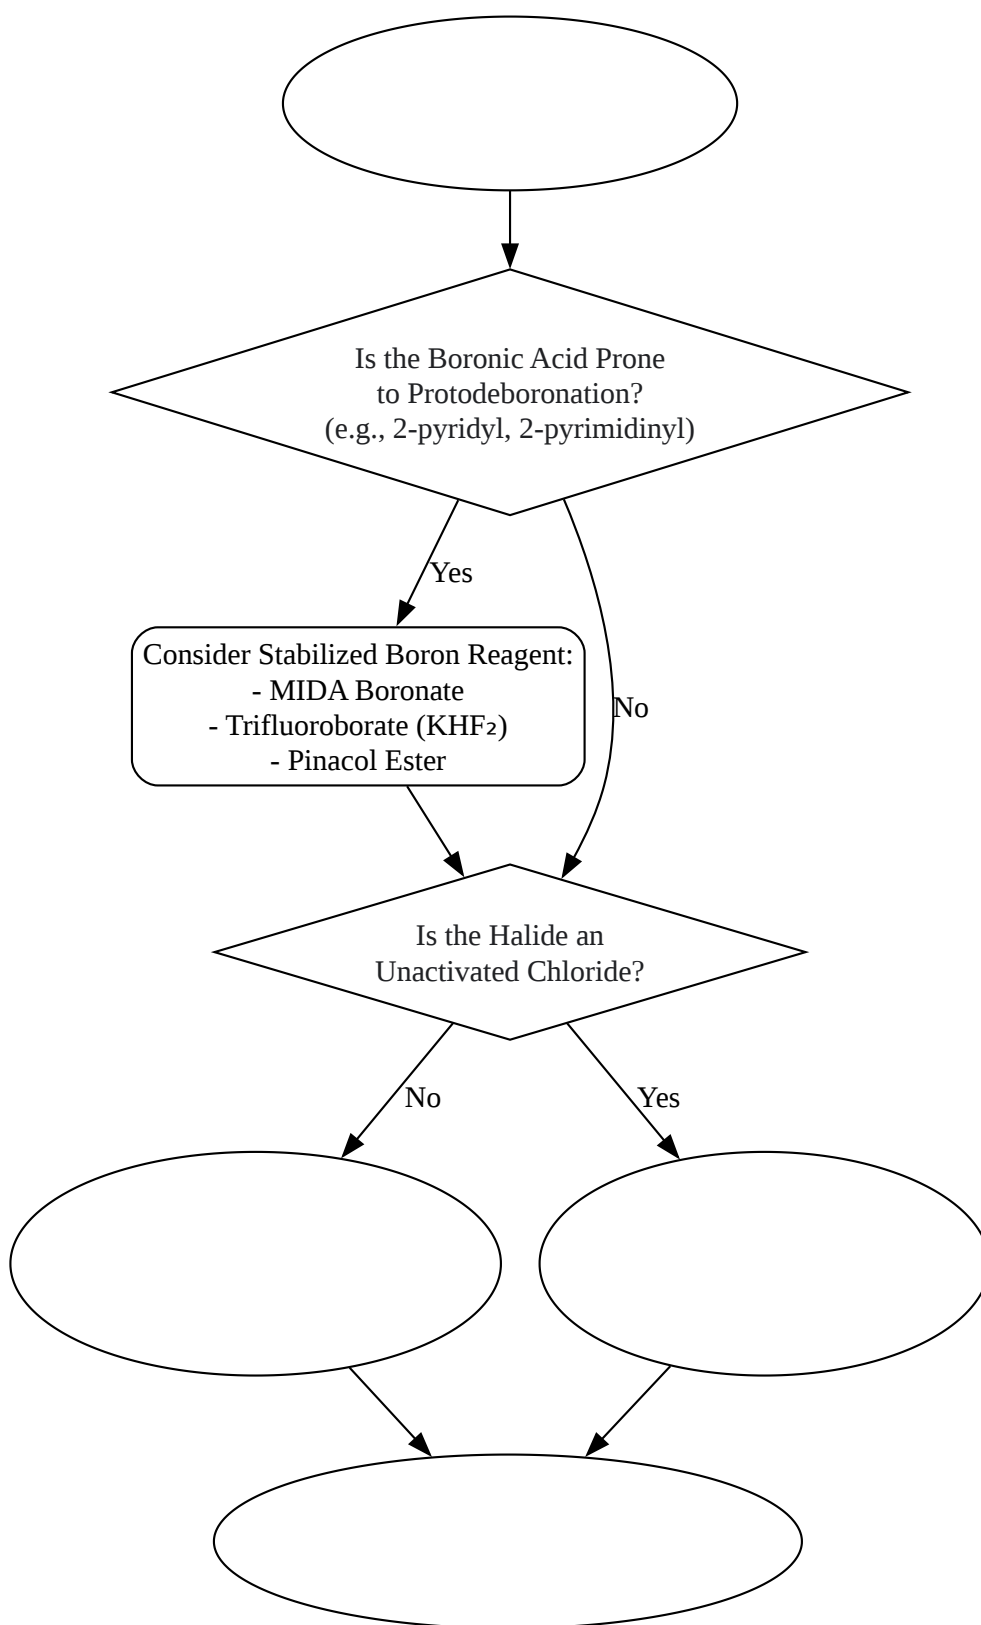 Is the Boronic Acid Prone
to Protodeboronation?
(e.g., 2-pyridyl, 2-pyrimidinyl)
Yes
Consider Stabilized Boron Reagent:
- MIDA Boronate
- Trifluoroborate (KHF₂)
No
- Pinacol Ester
Is the Halide an
Unactivated Chloride?
No
Yes